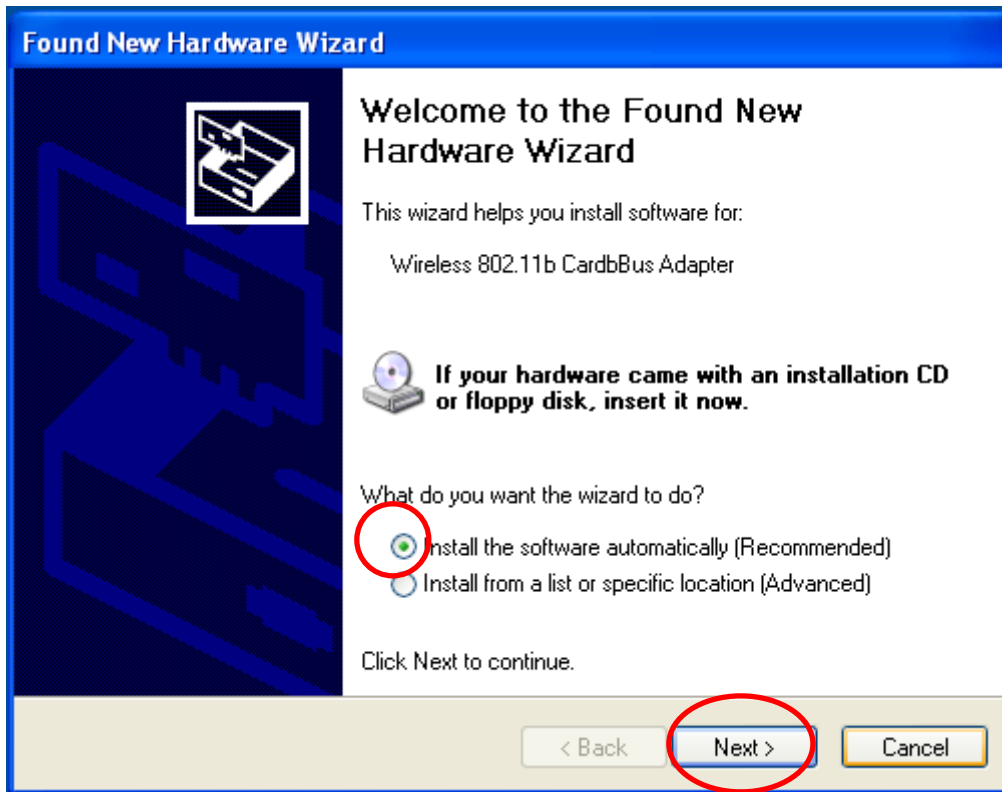 Found New Hardware Wizard
Welcome to the Found New
Hardware Wizard
This wizard helps you install software for:
Wireless 802.11b CardbBus Adapter
If your hardware came with an installation CD
or floppy disk, insert it now.
What do you want the wizard to do?
Install the software automatically (Recommended)
Install from a list or specific location (Advanced)
Click Next to continue.
< Back Next > Cancel